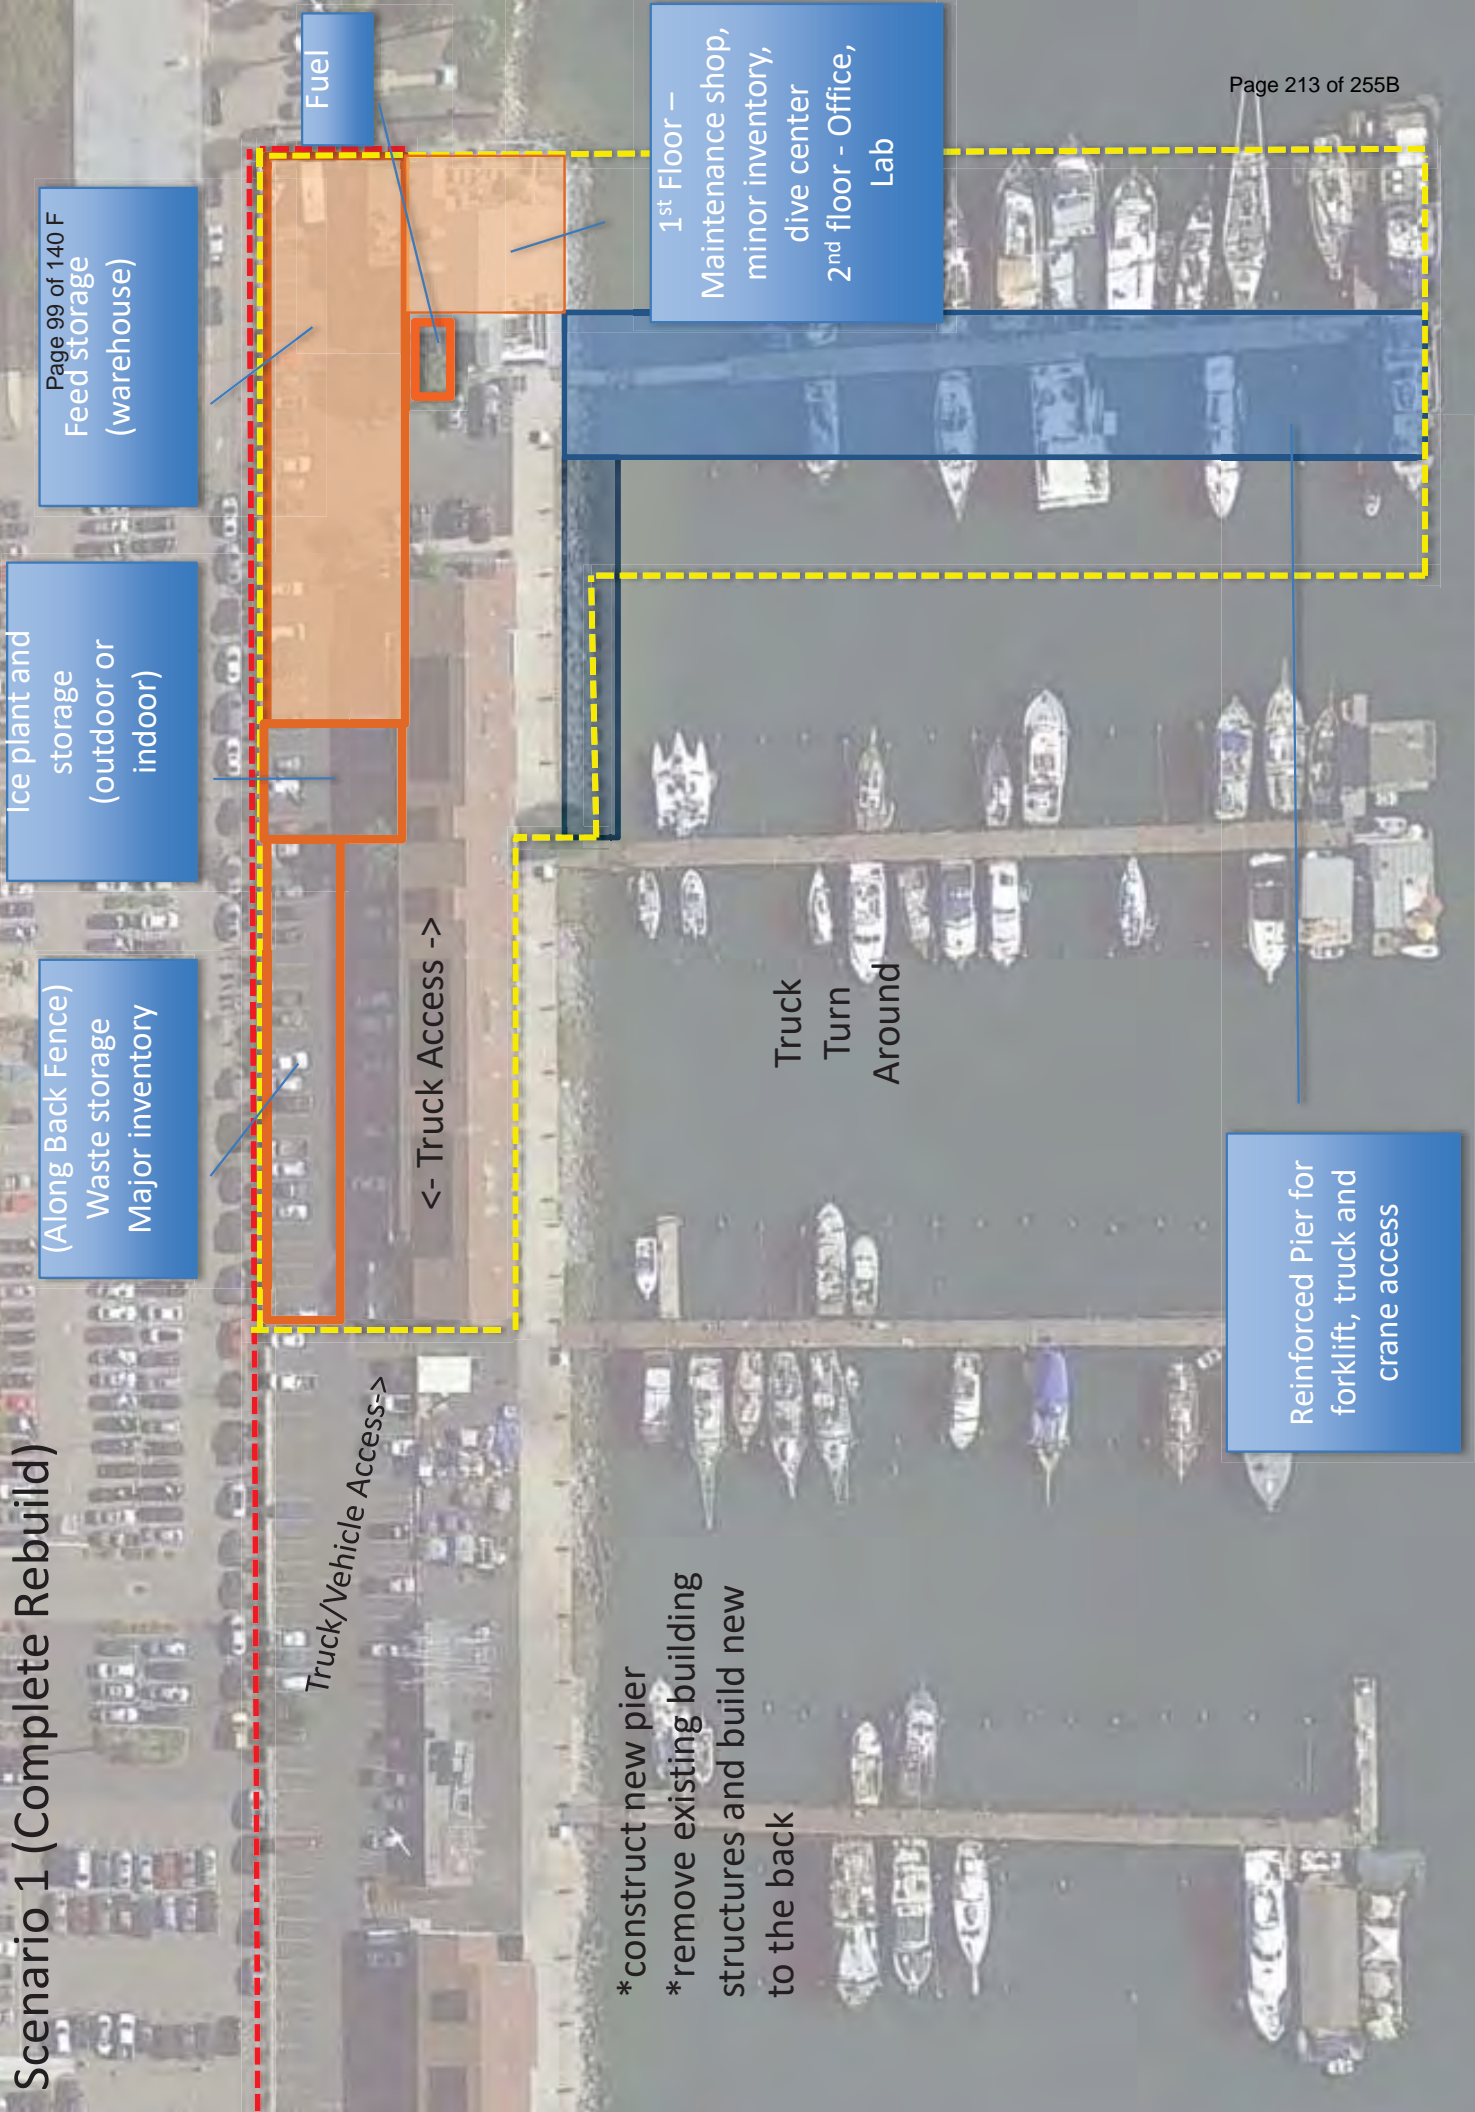 Scenario 1 (Complete Rebuild)
(Along Back Fence)
Waste storage
Major inventory
Ice plant and
storage
(outdoor or
indoor)
Page 99 of 140 F
Feed storage
(warehouse)
Fuel
Truck/Vehicle Access->
<- Truck Access ->
1st Floor –
Maintenance shop,
minor inventory,
dive center
2nd floor - Office,
Lab
*construct new pier
*remove existing building
structures and build new
to the back
Truck
Turn
Around
Reinforced Pier for
forklift, truck and
crane access
Page 213 of 255B